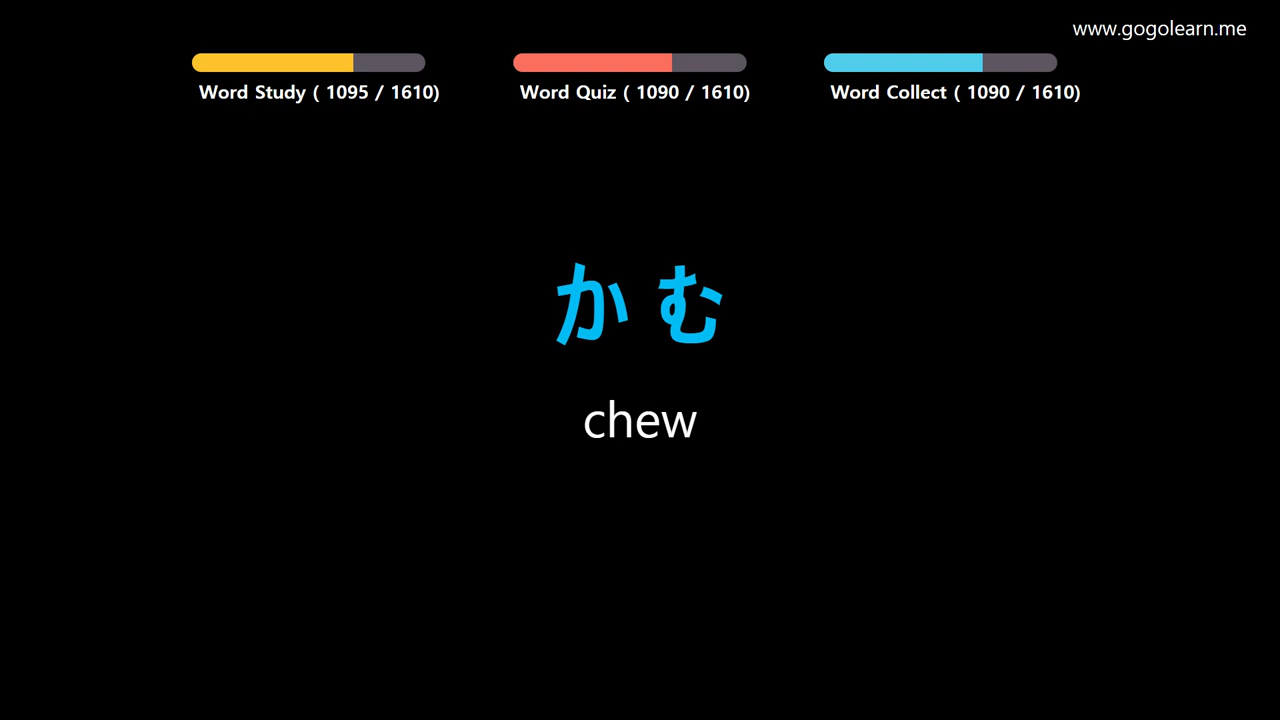 www.gogolearn.me
Word Study ( 1095 / 1610)
Word Quiz ( 1090 / 1610)
Word Collect ( 1090 / 1610)
かむ
chew